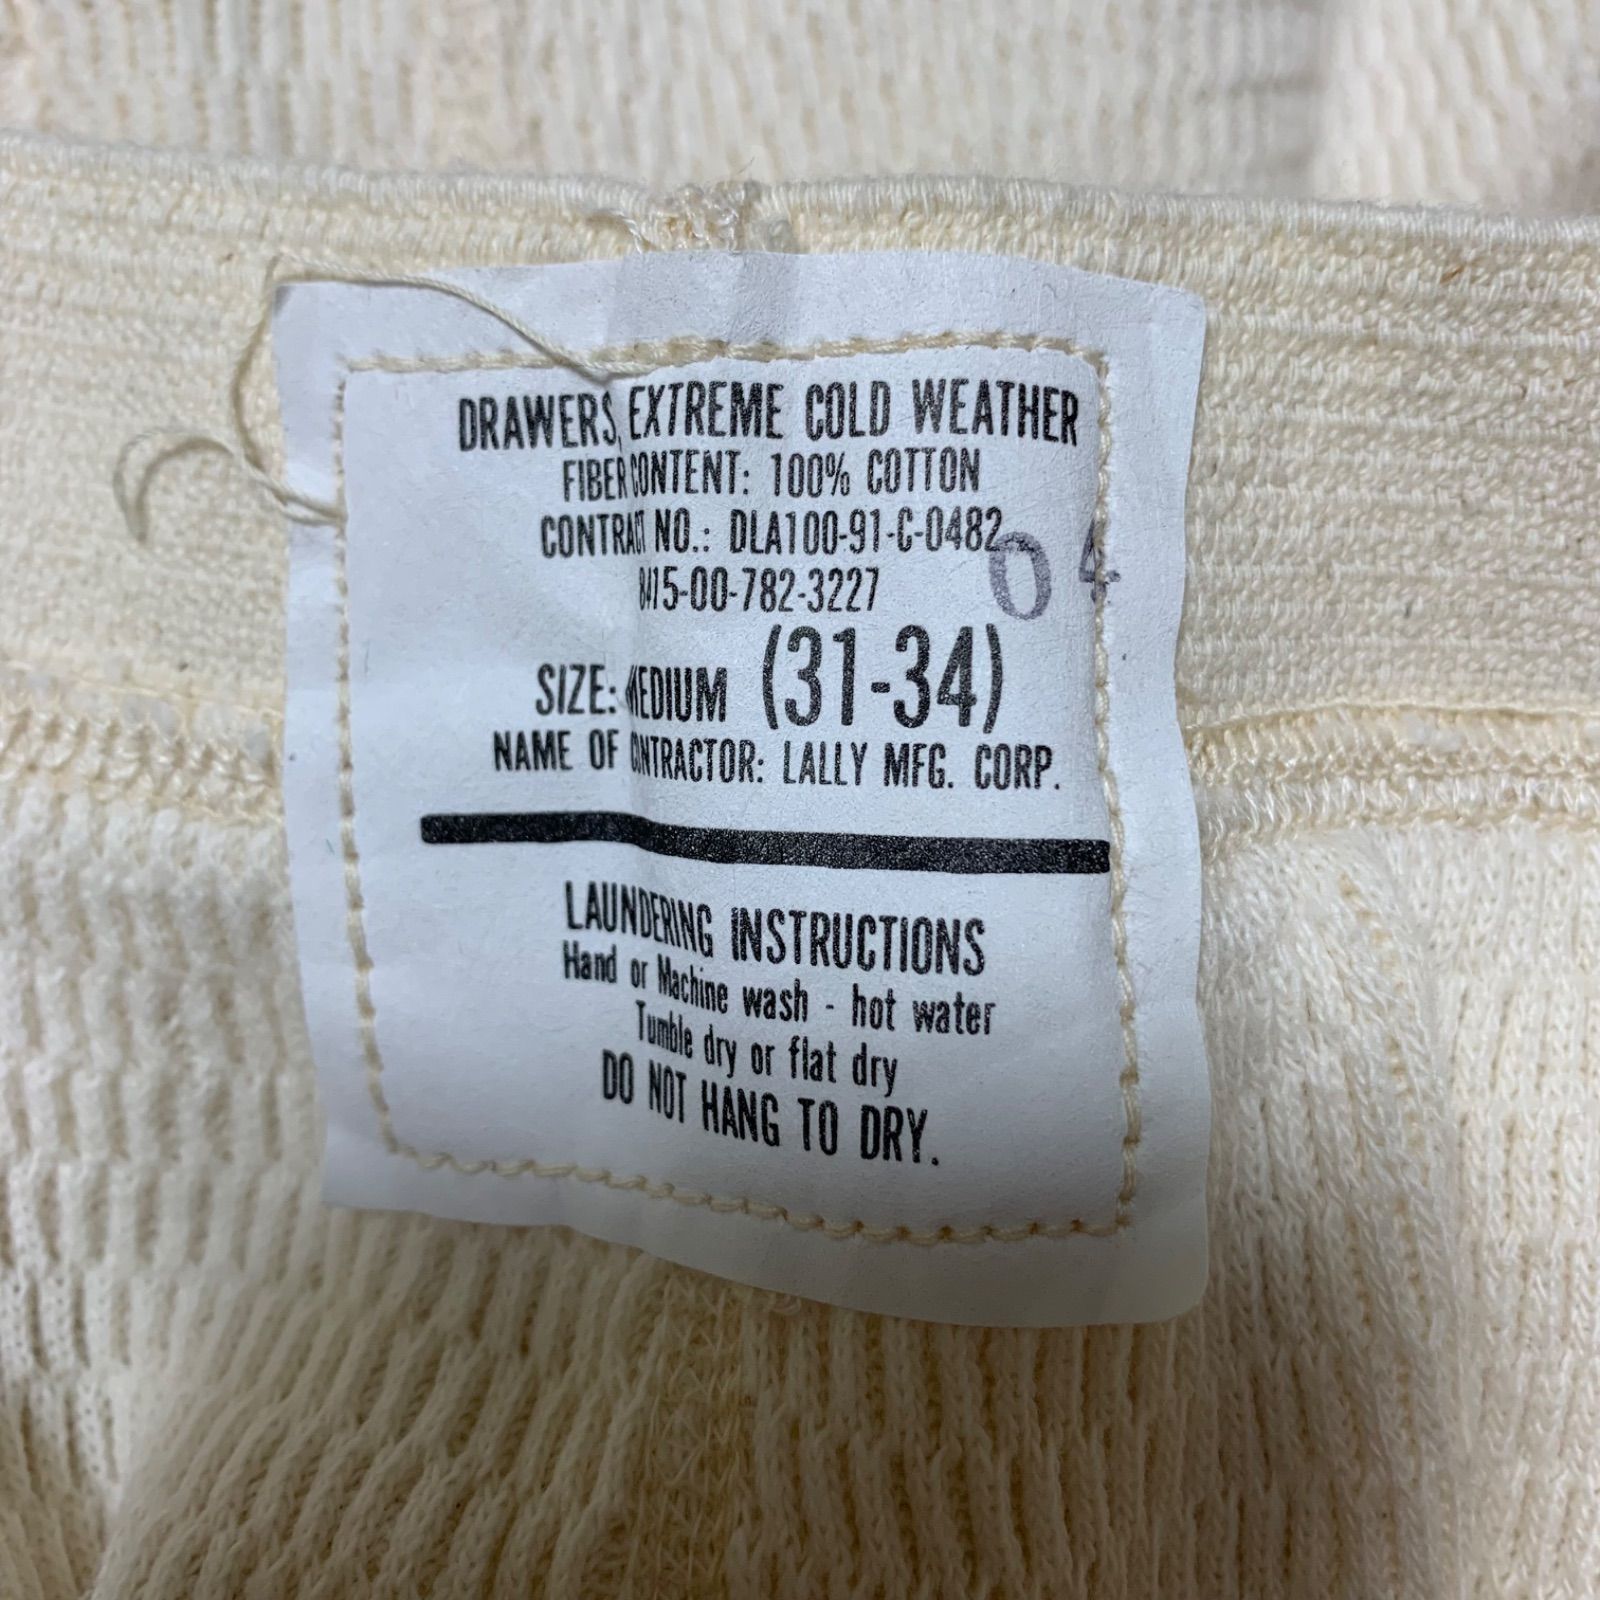 DRAWERS, EXTREME COLD WEATHER
FIBER CONTENT: 100% COTTON
CONTRACT NO.: DLA100-91-C-0482
04
8415-00-782-3227
SIZE: MEDIUM (31-34)
NAME OF CONTRACTOR: LALLY MFG. CORP.
LAUNDERING INSTRUCTIONS
Hand or Machine wash - hot water
Tumble dry or flat dry
DO NOT HANG TO DRY.